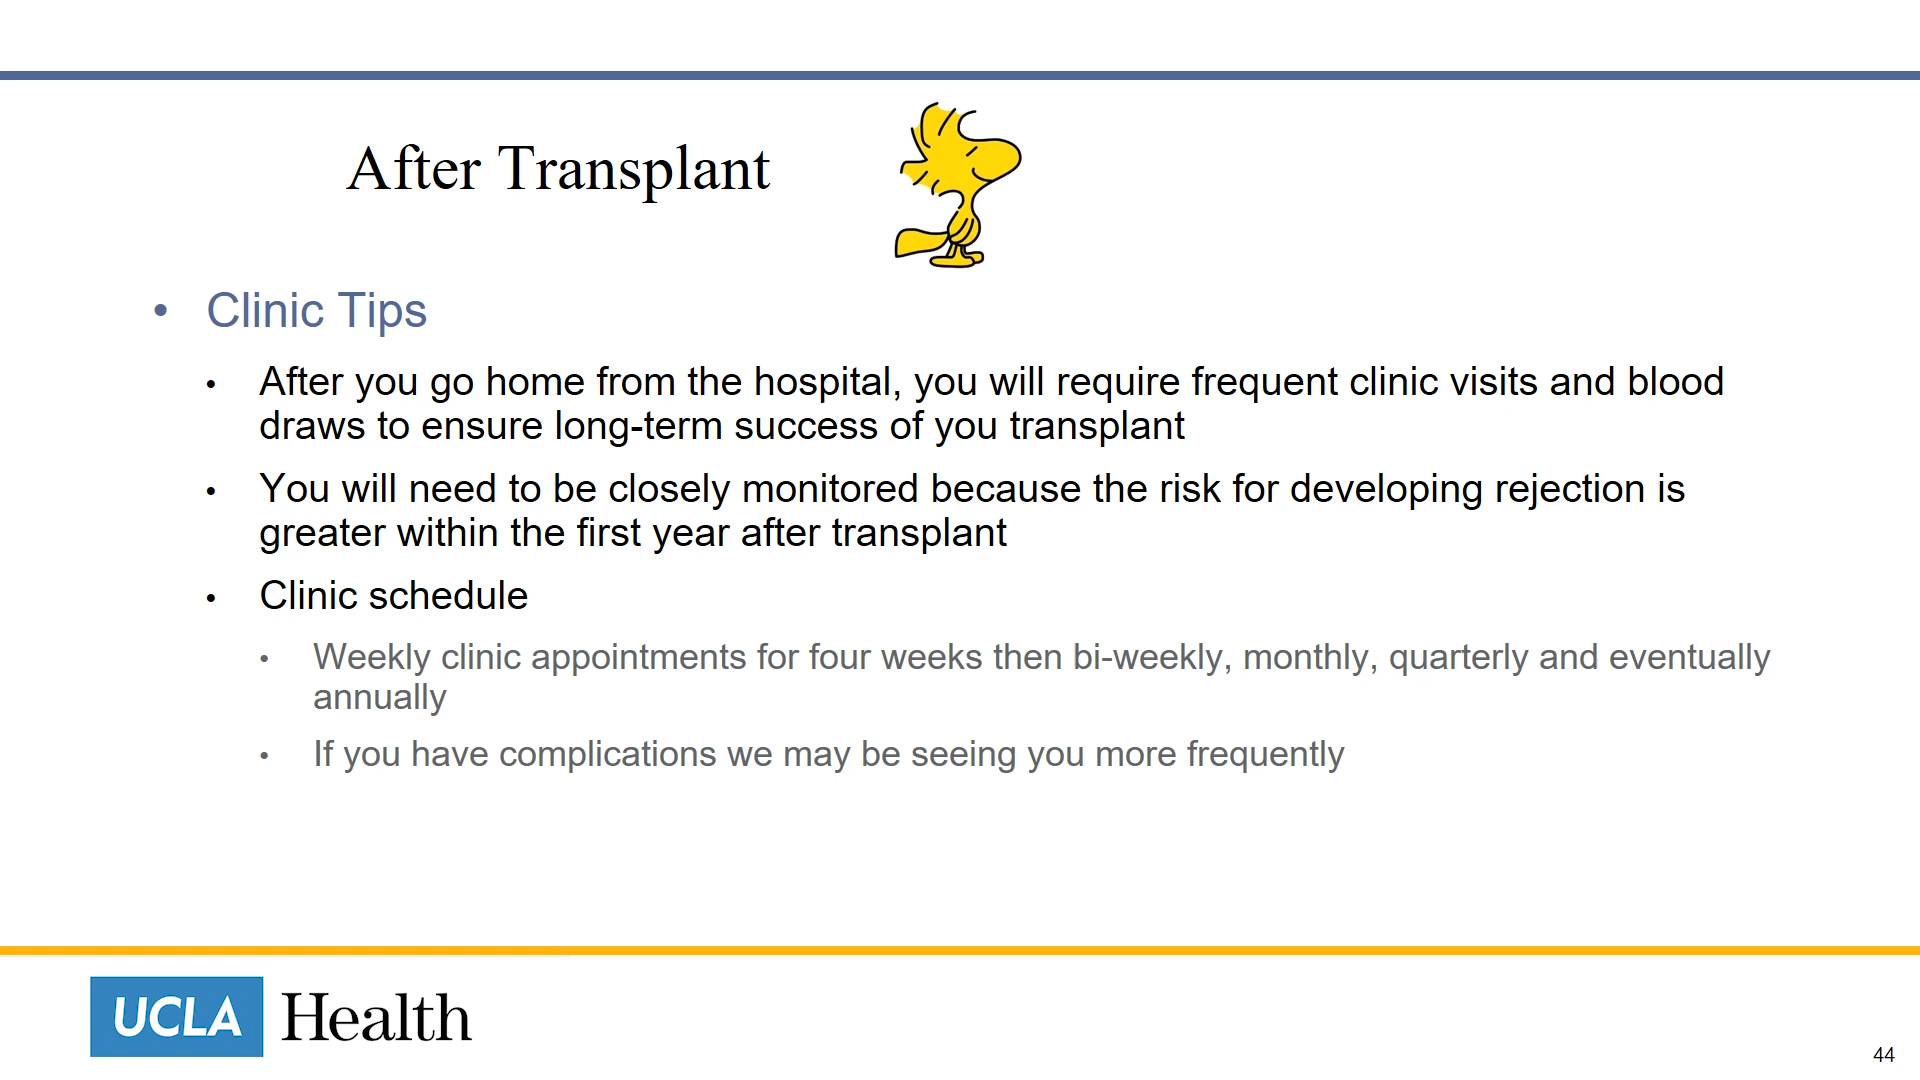 After Transplant
• Clinic Tips
• After you go home from the hospital, you will require frequent clinic visits and blood
draws to ensure long-term success of you transplant
• You will need to be closely monitored because the risk for developing rejection is
greater within the first year after transplant
• Clinic schedule
• Weekly clinic appointments for four weeks then bi-weekly, monthly, quarterly and eventually
annually
• If you have complications we may be seeing you more frequently
UCLA Health
44